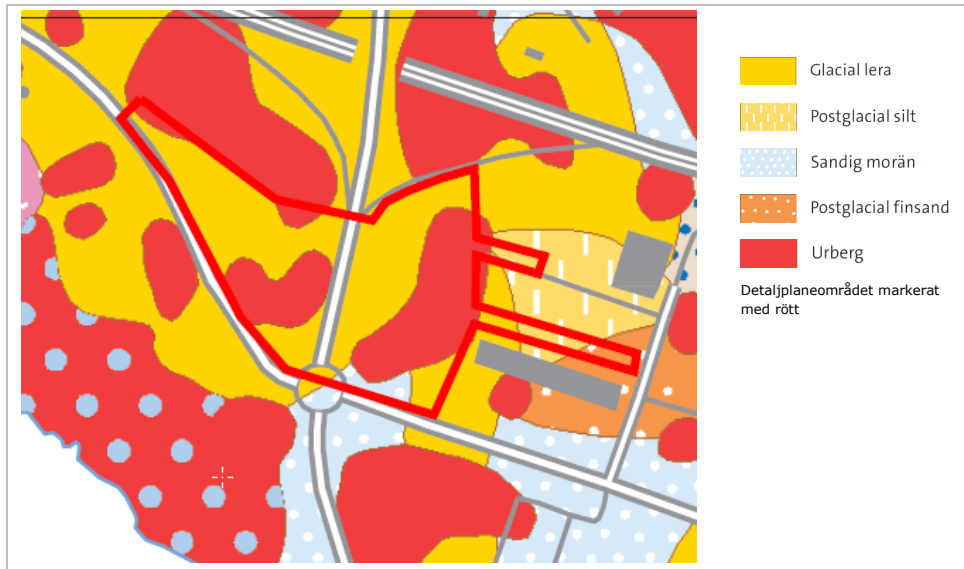 Glacial lera
Postglacial silt
Sandig morän
Postglacial finsand
Urberg
Detaljplaneområdet markerat
med rött